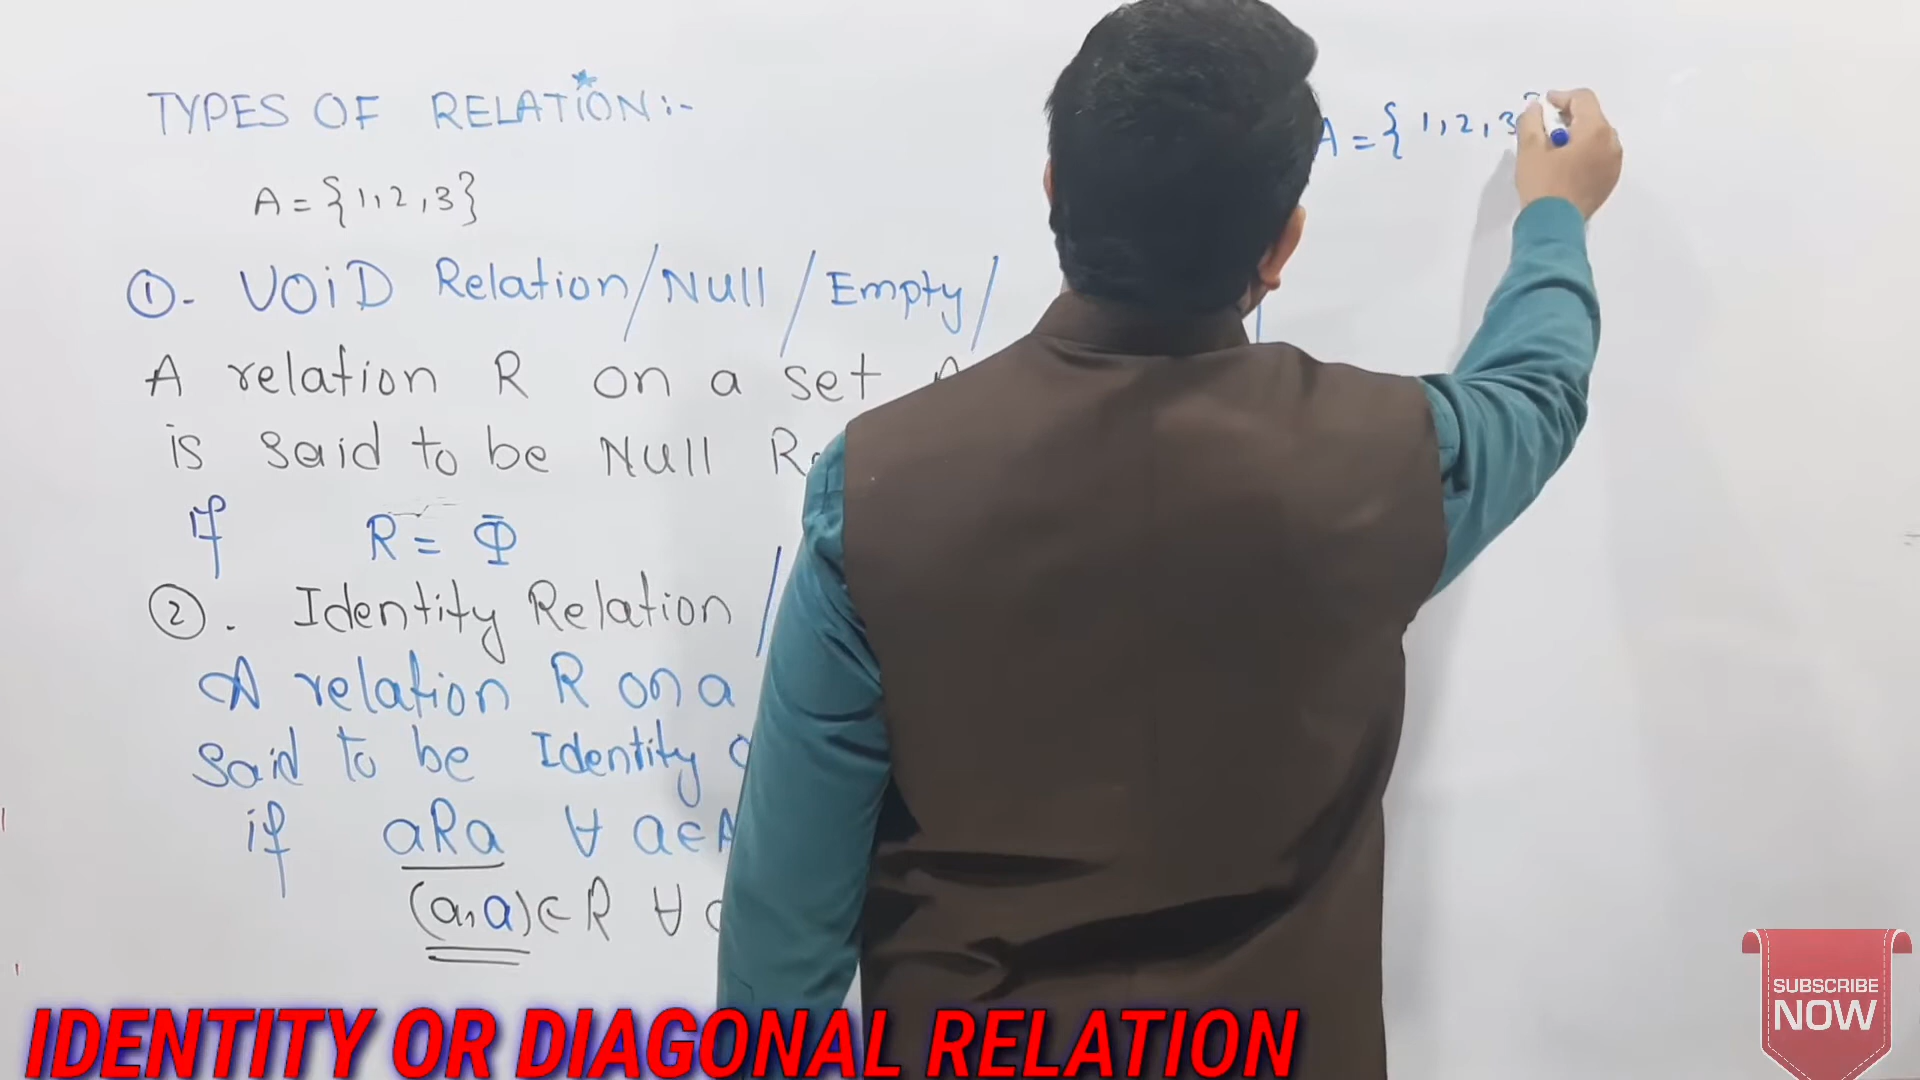 TYPES OF RELATION:-
A = {1,2,3}
①- VOID Relation/Null/Empty/
A relation R on a set
is said to be Null
if R = Φ
②. Identity Relation /
A relation R on a
said to be Identity
if aRa ∀ a∈A
(a,a)∈R ∀
A = {1,2,3
IDENTITY OR DIAGONAL RELATION
SUBSCRIBE
NOW